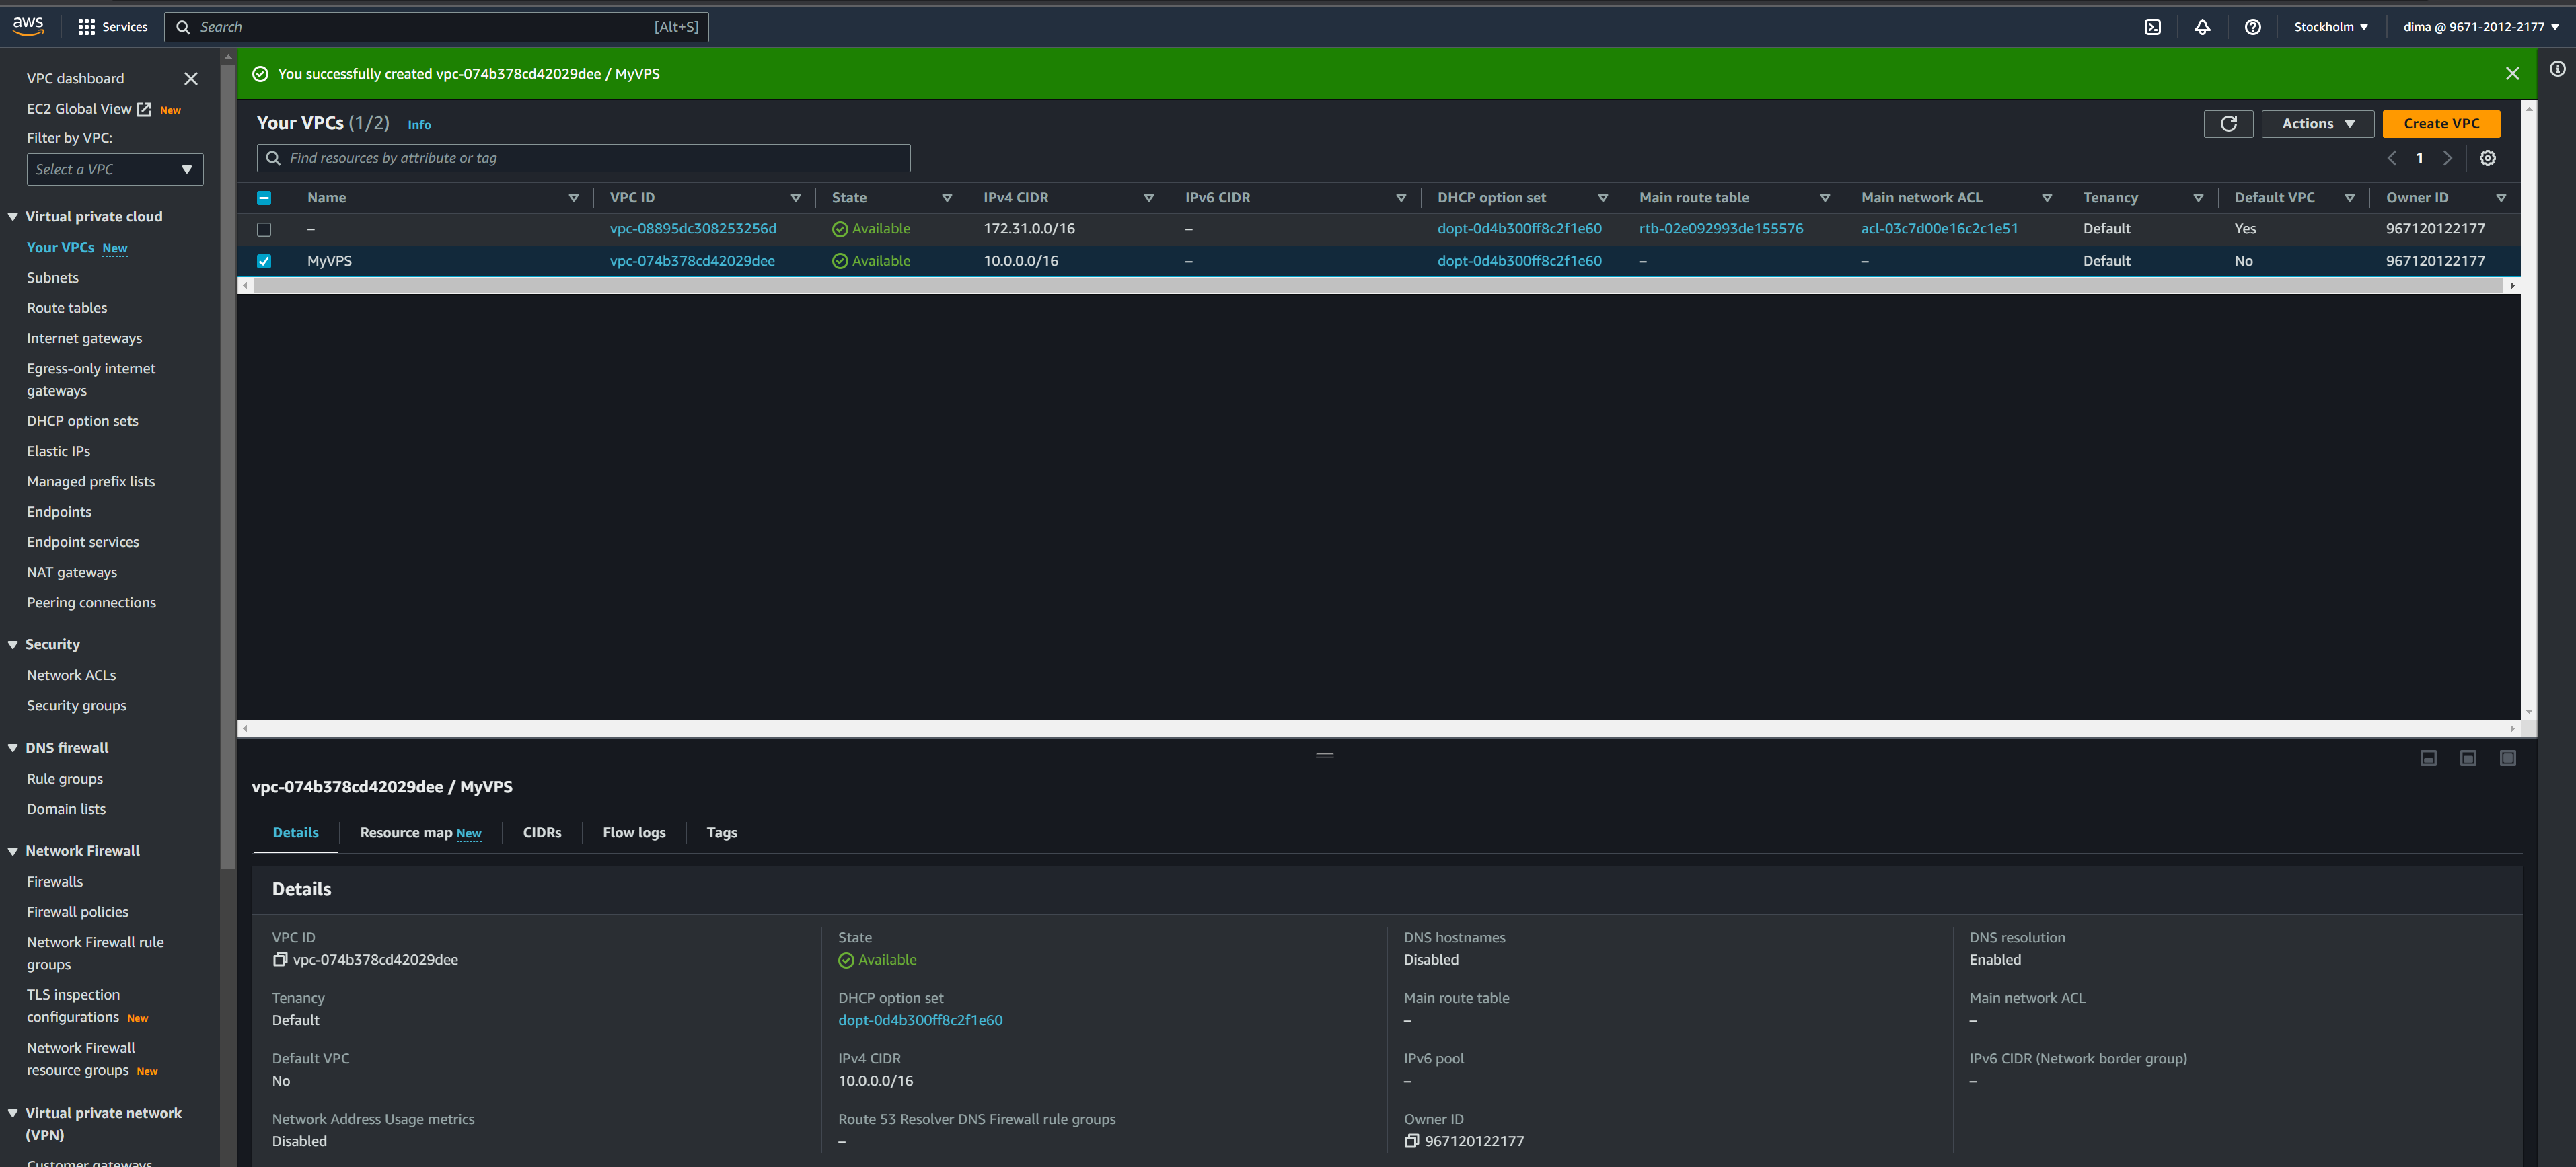 aws
Services
Search
[Alt+S]
Stockholm
dima @ 9671-2012-2177
VPC dashboard
EC2 Global View New
Filter by VPC:
Select a VPC
Virtual private cloud
Your VPCs New
Subnets
Route tables
Internet gateways
Egress-only internet
gateways
DHCP option sets
Elastic IPs
Managed prefix lists
Endpoints
Endpoint services
NAT gateways
Peering connections
Security
Network ACLs
Security groups
DNS firewall
Rule groups
Domain lists
Network Firewall
Firewalls
Firewall policies
Network Firewall rule
groups
TLS inspection
configurations New
Network Firewall
resource groups New
Virtual private network
(VPN)
Customer gateways
You successfully created vpc-074b378cd42029dee / MyVPS
Your VPCs (1/2) Info
Actions
Create VPC
Find resources by attribute or tag
1
Name VPC ID State IPv4 CIDR IPv6 CIDR DHCP option set Main route table Main network ACL Tenancy Default VPC Owner ID
– vpc-08895dc308253256d Available 172.31.0.0/16 – dopt-0d4b300ff8c2f1e60 rtb-02e092993de155576 acl-03c7d00e16c2c1e51 Default Yes 967120122177
MyVPS vpc-074b378cd42029dee Available 10.0.0.0/16 – dopt-0d4b300ff8c2f1e60 – – Default No 967120122177
vpc-074b378cd42029dee / MyVPS
Details Resource map New CIDRs Flow logs Tags
Details
VPC ID
vpc-074b378cd42029dee
State
Available
DNS hostnames
Disabled
DNS resolution
Enabled
Tenancy
Default
DHCP option set
dopt-0d4b300ff8c2f1e60
Main route table
–
Main network ACL
–
Default VPC
No
IPv4 CIDR
10.0.0.0/16
IPv6 pool
–
IPv6 CIDR (Network border group)
–
Network Address Usage metrics
Disabled
Route 53 Resolver DNS Firewall rule groups
–
Owner ID
967120122177